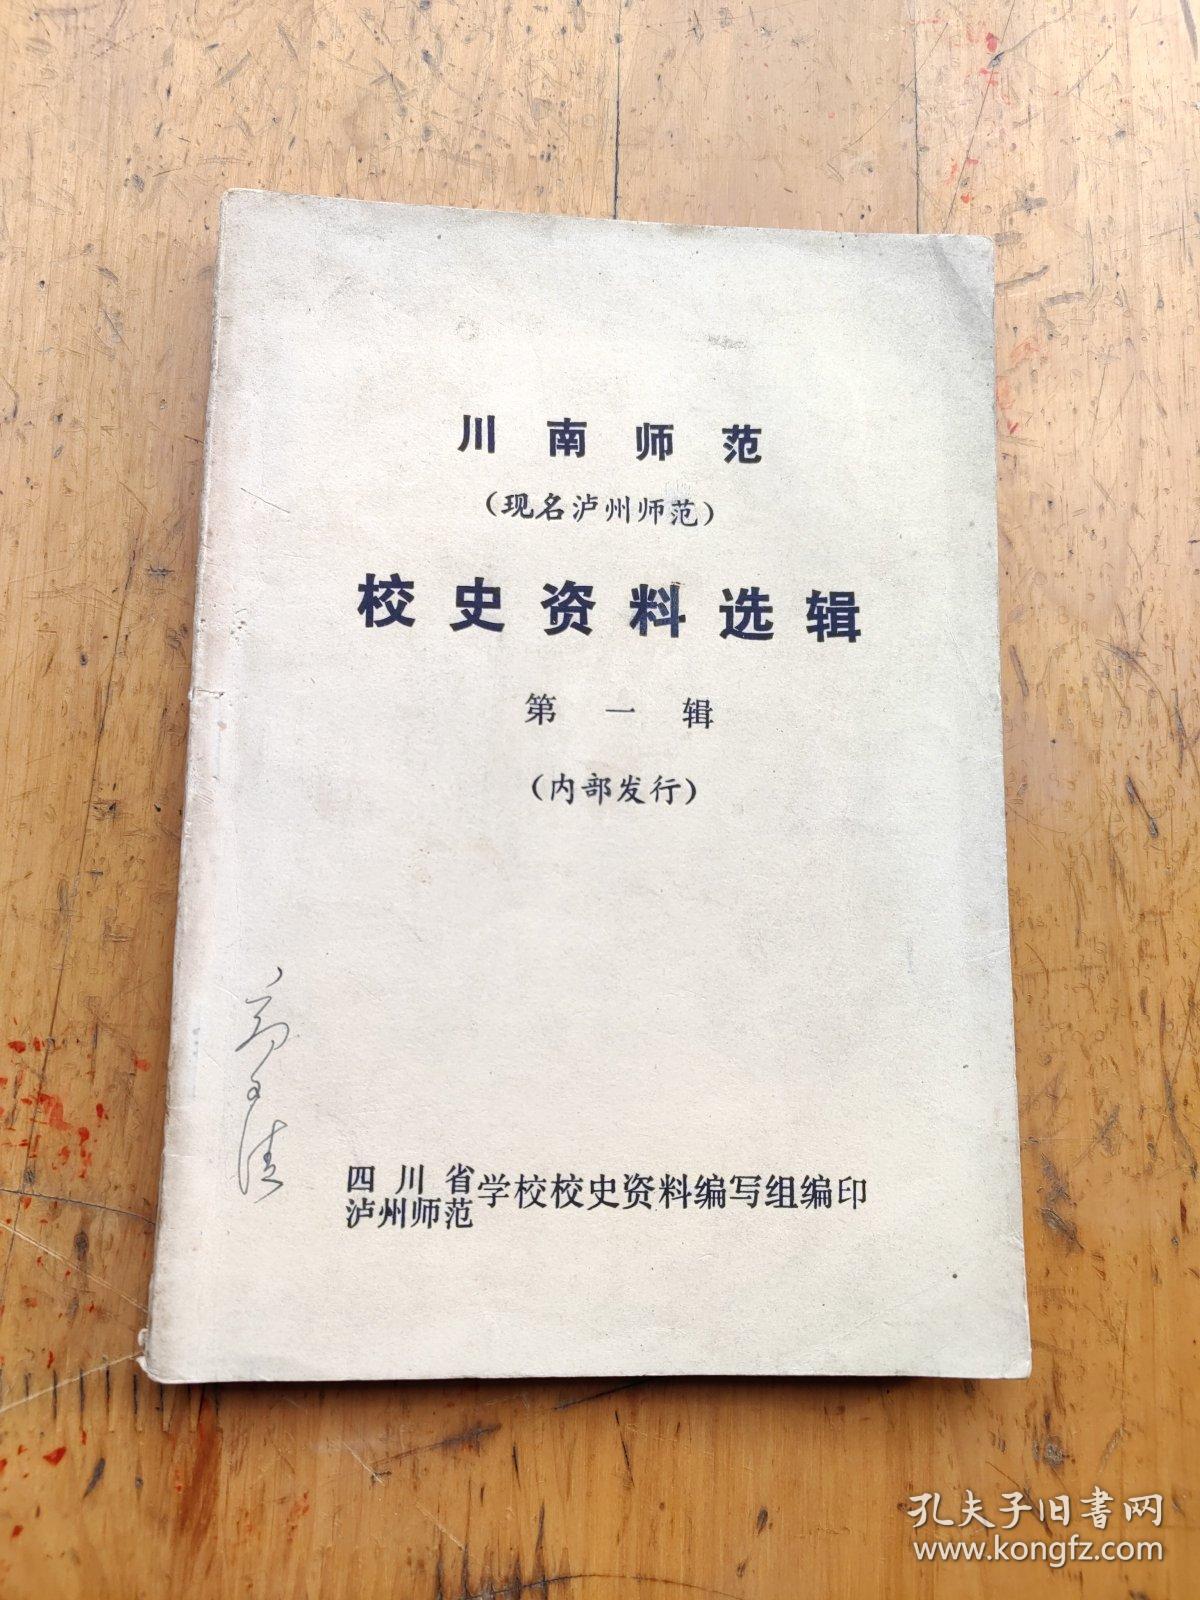 川南师范
（现名泸州师范）
校史资料选辑
第一辑
（内部发行）
四川省
泸州师范
学校校史资料编写组编印
孔夫子旧书网
www.kongfz.com